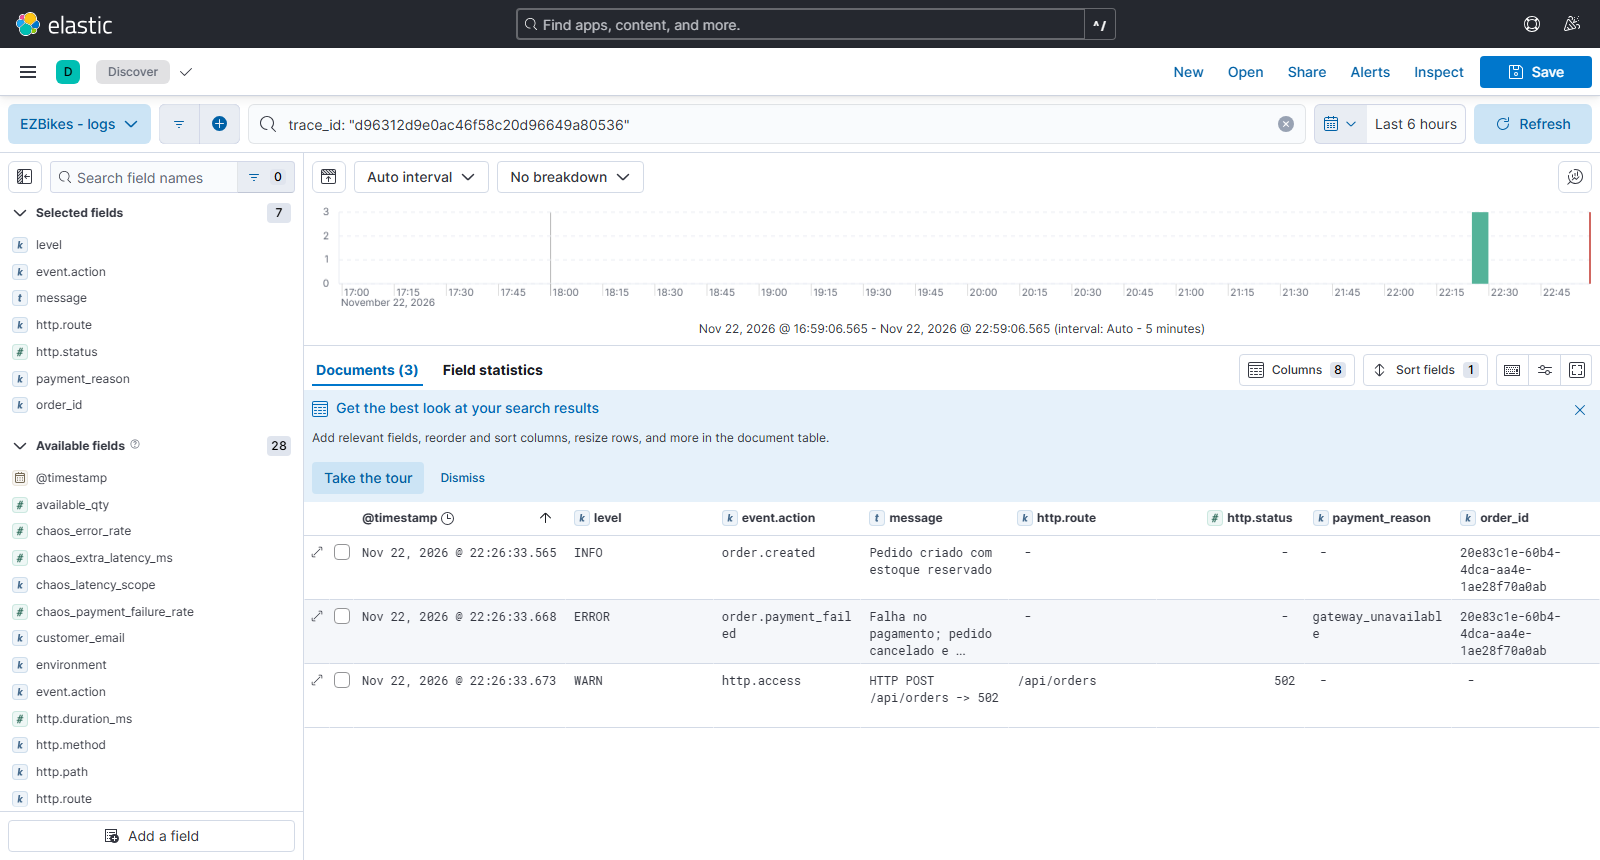 elastic
Find apps, content, and more.
^/
D
Discover
New
Open
Share
Alerts
Inspect
Save
EZBikes - logs
trace_id: "d96312d9e0ac46f58c20d96649a80536"
Last 6 hours
Refresh
Search field names
0
Selected fields
7
k level
k event.action
t message
k http.route
# http.status
k payment_reason
k order_id
Available fields
28
@timestamp
# available_qty
# chaos_error_rate
# chaos_extra_latency_ms
k chaos_latency_scope
# chaos_payment_failure_rate
k customer_email
k environment
k event.action
# http.duration_ms
k http.method
k http.path
k http.route
Add a field
Auto interval
No breakdown
3
2
1
0
17:00 17:15 17:30 17:45 18:00 18:15 18:30 18:45 19:00 19:15 19:30 19:45 20:00 20:15 20:30 20:45 21:00 21:15 21:30 21:45 22:00 22:15 22:30 22:45
November 22, 2026
Nov 22, 2026 @ 16:59:06.565 - Nov 22, 2026 @ 22:59:06.565 (interval: Auto - 5 minutes)
Documents (3)
Field statistics
Columns 8
Sort fields 1
Get the best look at your search results
Add relevant fields, reorder and sort columns, resize rows, and more in the document table.
Take the tour
Dismiss
@timestamp k level k event.action t message k http.route # http.status k payment_reason k order_id
Nov 22, 2026 @ 22:26:33.565 INFO order.created Pedido criado com - - - 20e83c1e-60b4-
estoque reservado 4dca-aa4e-
1ae28f70a0ab
Nov 22, 2026 @ 22:26:33.668 ERROR order.payment_fail Falha no - - gateway_unavailabl 20e83c1e-60b4-
ed pagamento; pedido e 4dca-aa4e-
cancelado e ... 1ae28f70a0ab
Nov 22, 2026 @ 22:26:33.673 WARN http.access HTTP POST /api/orders 502 - -
/api/orders -> 502